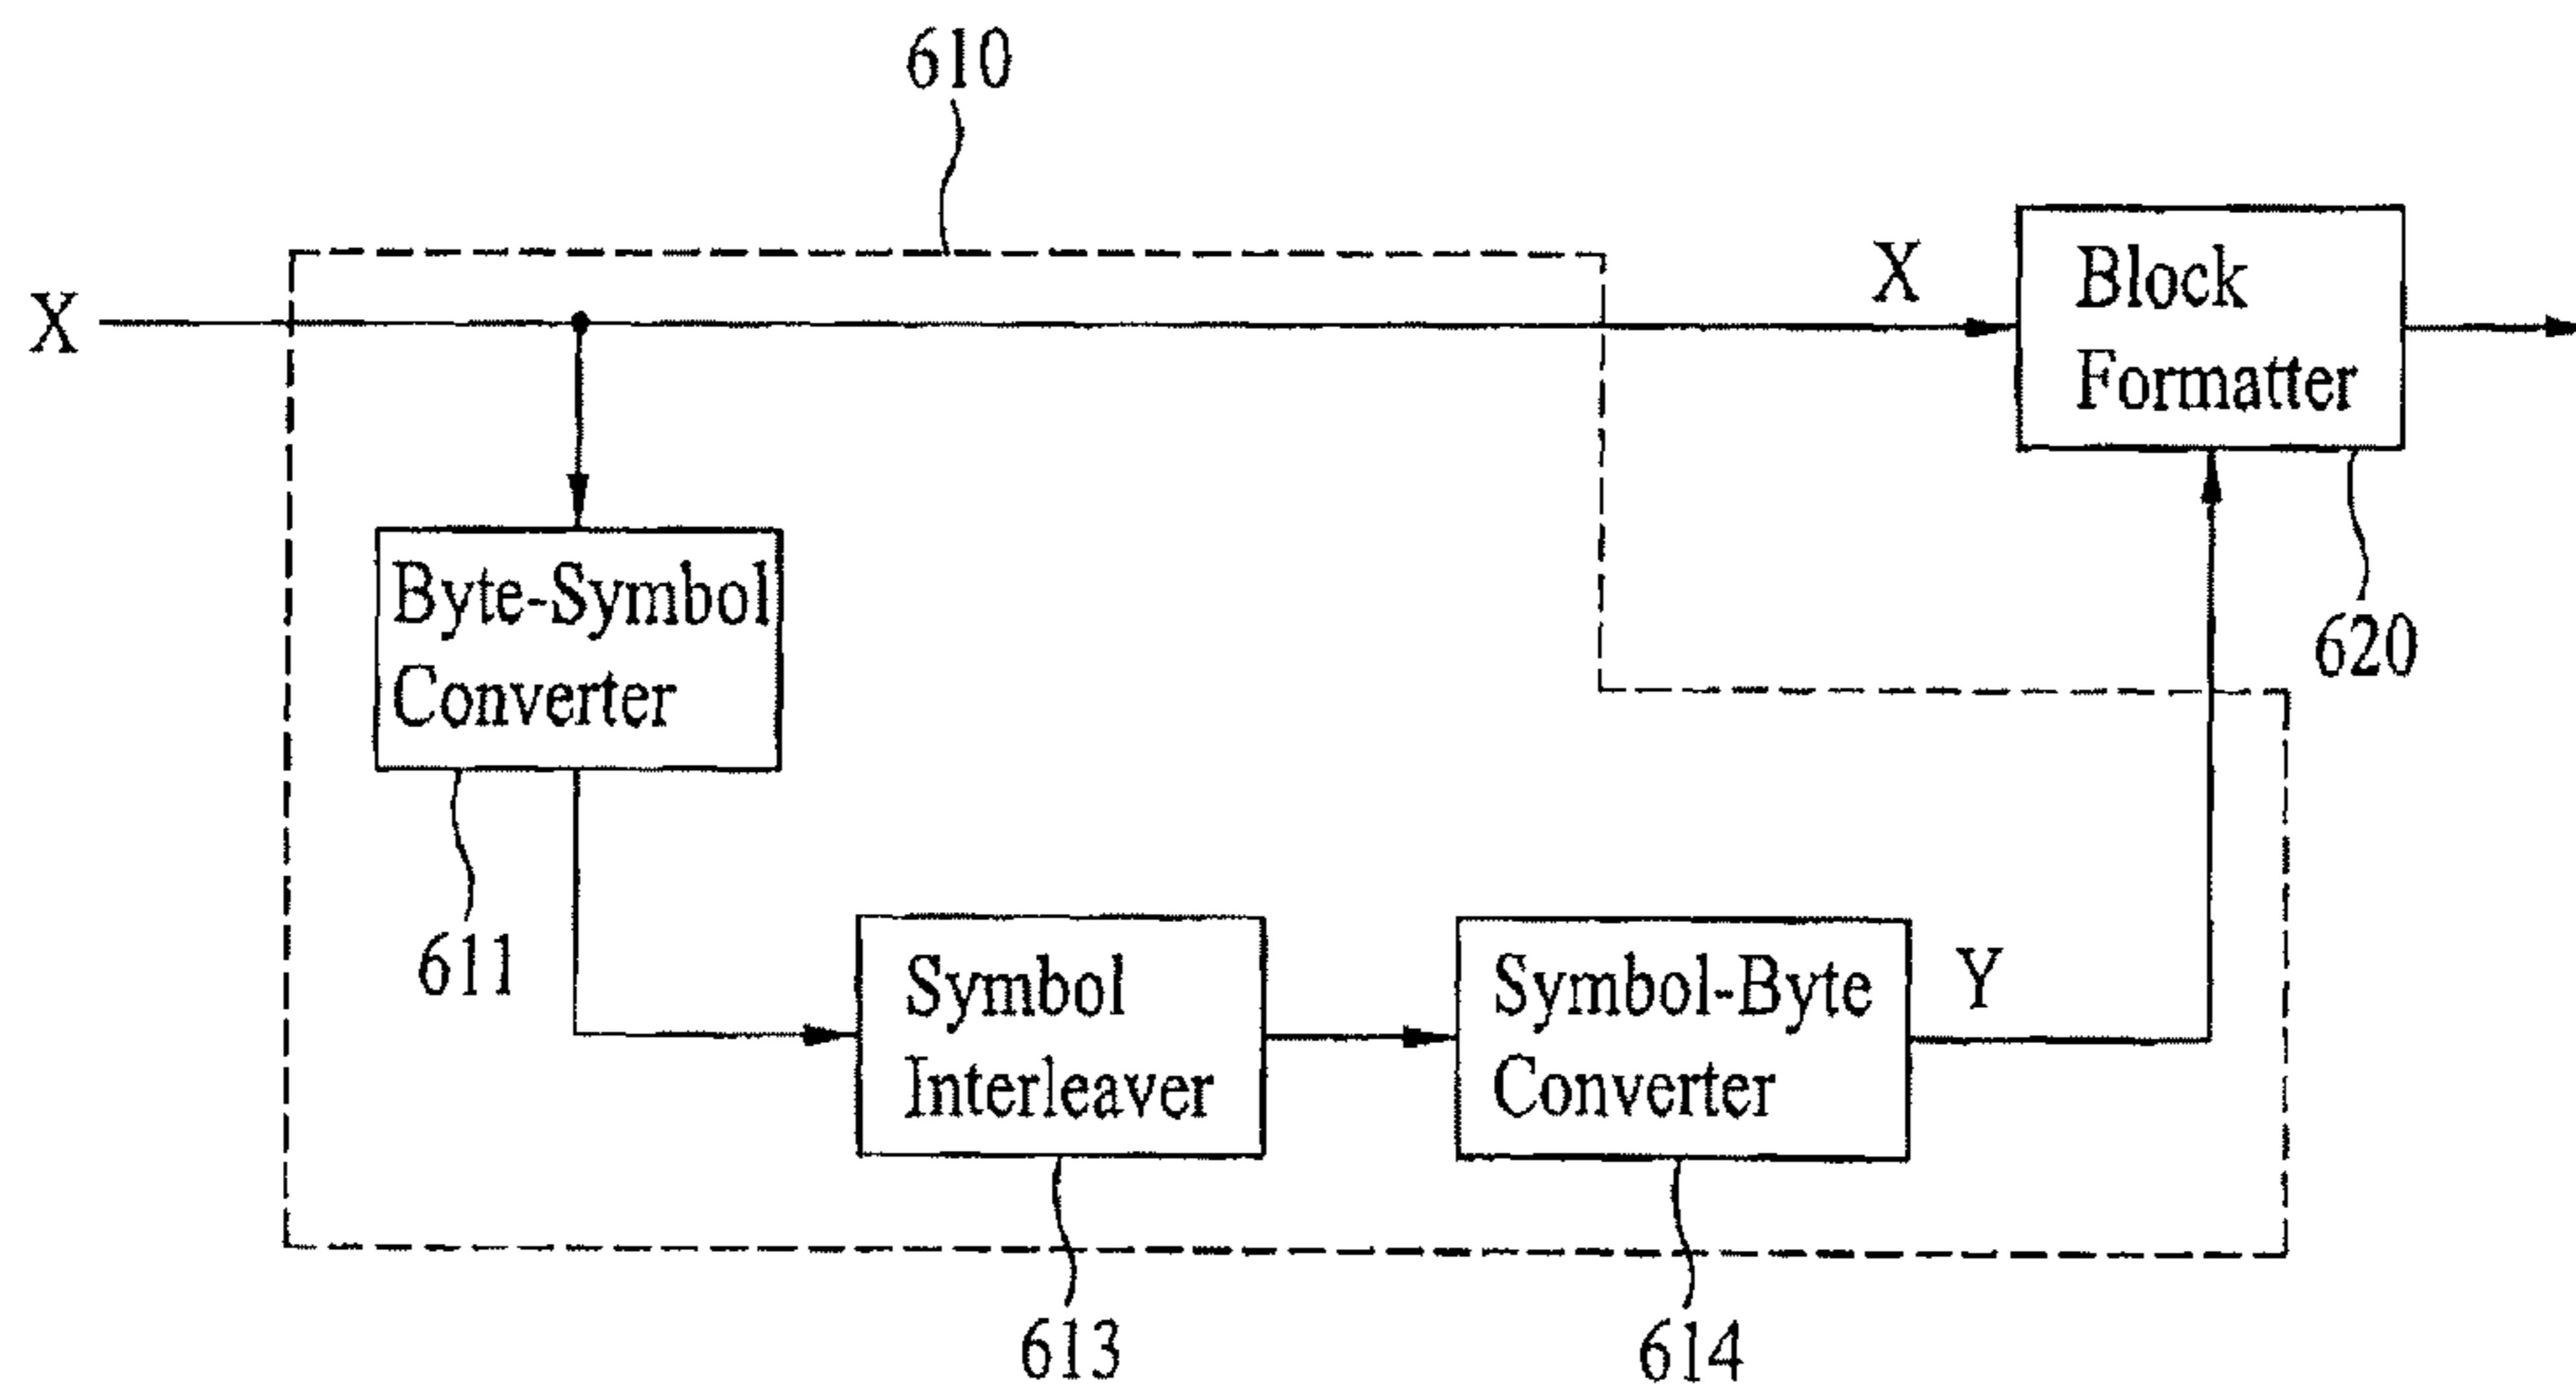 610
X
X
Block
Formatter
Byte-Symbol
Converter
620
611
Symbol
Interleaver
Symbol-Byte
Converter
Y
613
614